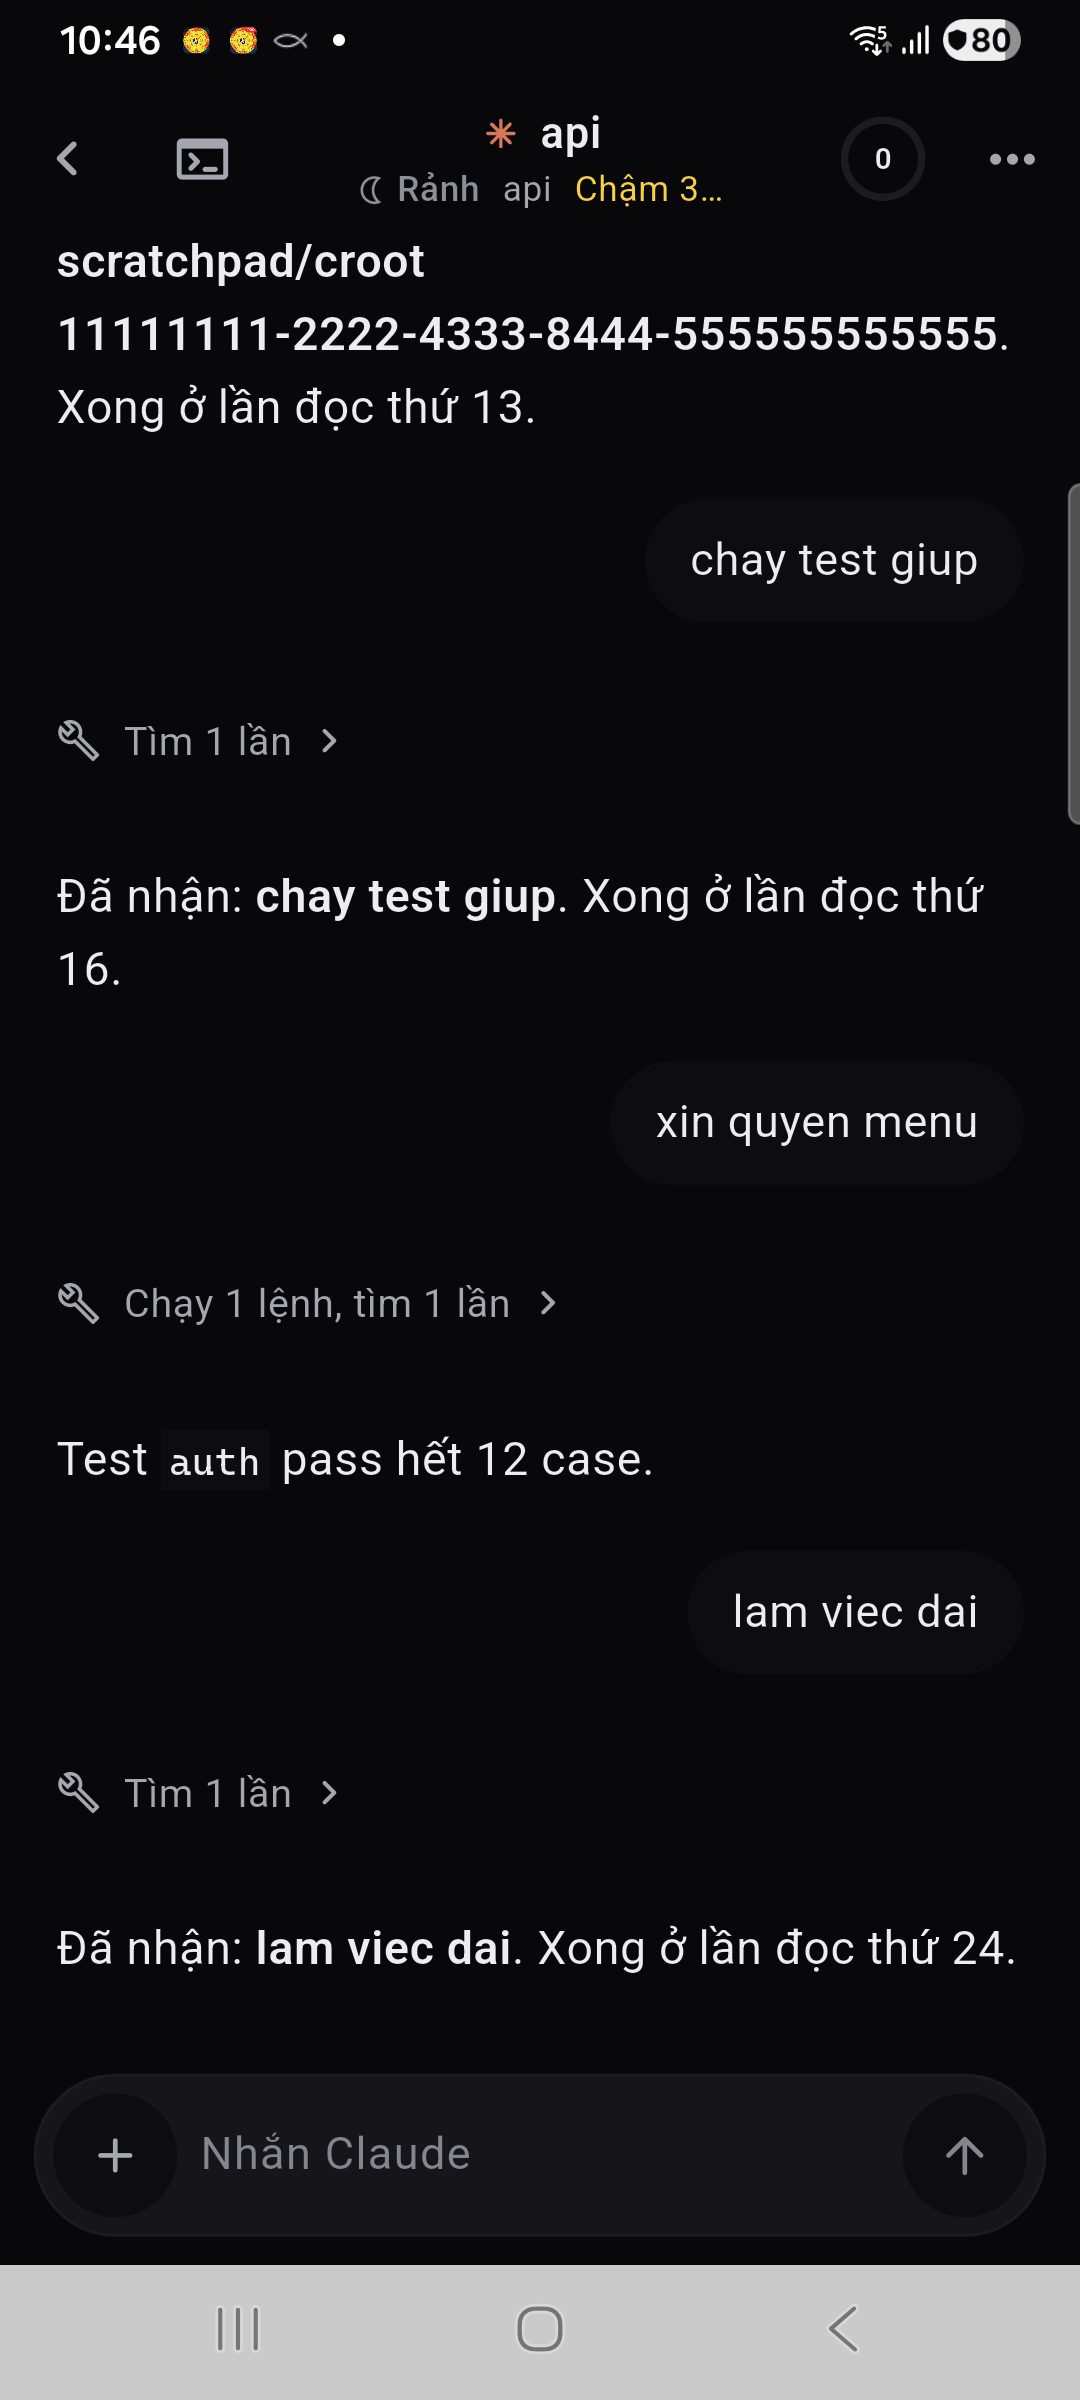 10:46
5
80
api
0
Rảnh api Chậm 3…
scratchpad/croot
11111111-2222-4333-8444-555555555555.
Xong ở lần đọc thứ 13.
chay test giup
Tìm 1 lần
Đã nhận: chay test giup. Xong ở lần đọc thứ
16.
xin quyen menu
Chạy 1 lệnh, tìm 1 lần
Test auth pass hết 12 case.
lam viec dai
Tìm 1 lần
Đã nhận: lam viec dai. Xong ở lần đọc thứ 24.
Nhắn Claude